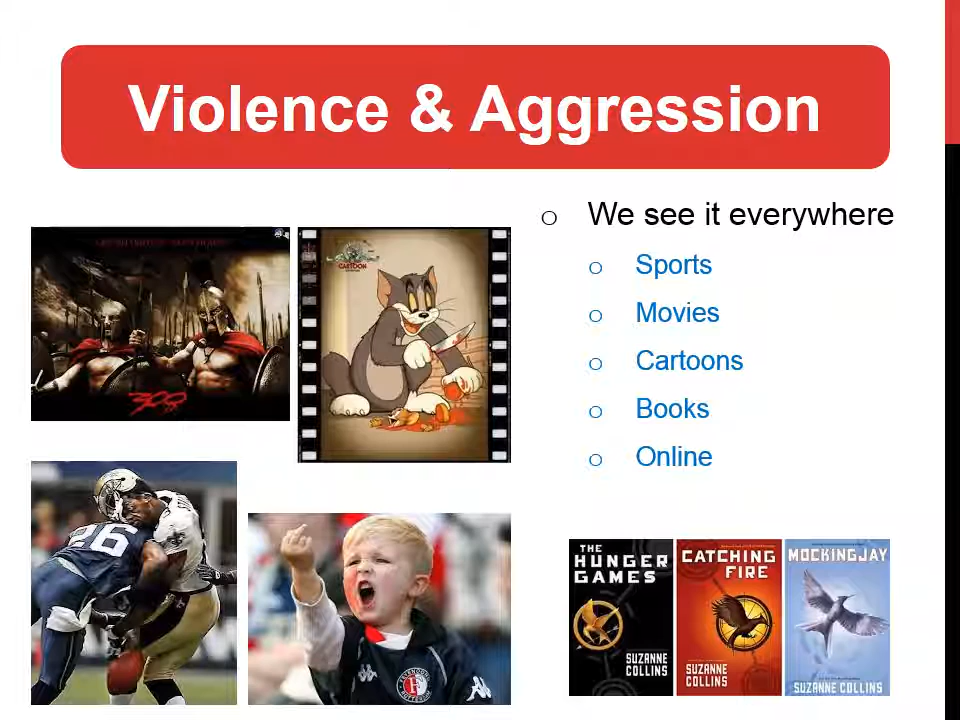 Violence & Aggression
We see it everywhere
Sports
Movies
Cartoons
Books
Online
300
CARTOON
26
THE
HUNGER
GAMES
SUZANNE
COLLINS
CATCHING
FIRE
SUZANNE
COLLINS
MOCKINGJAY
SUZANNE COLLINS